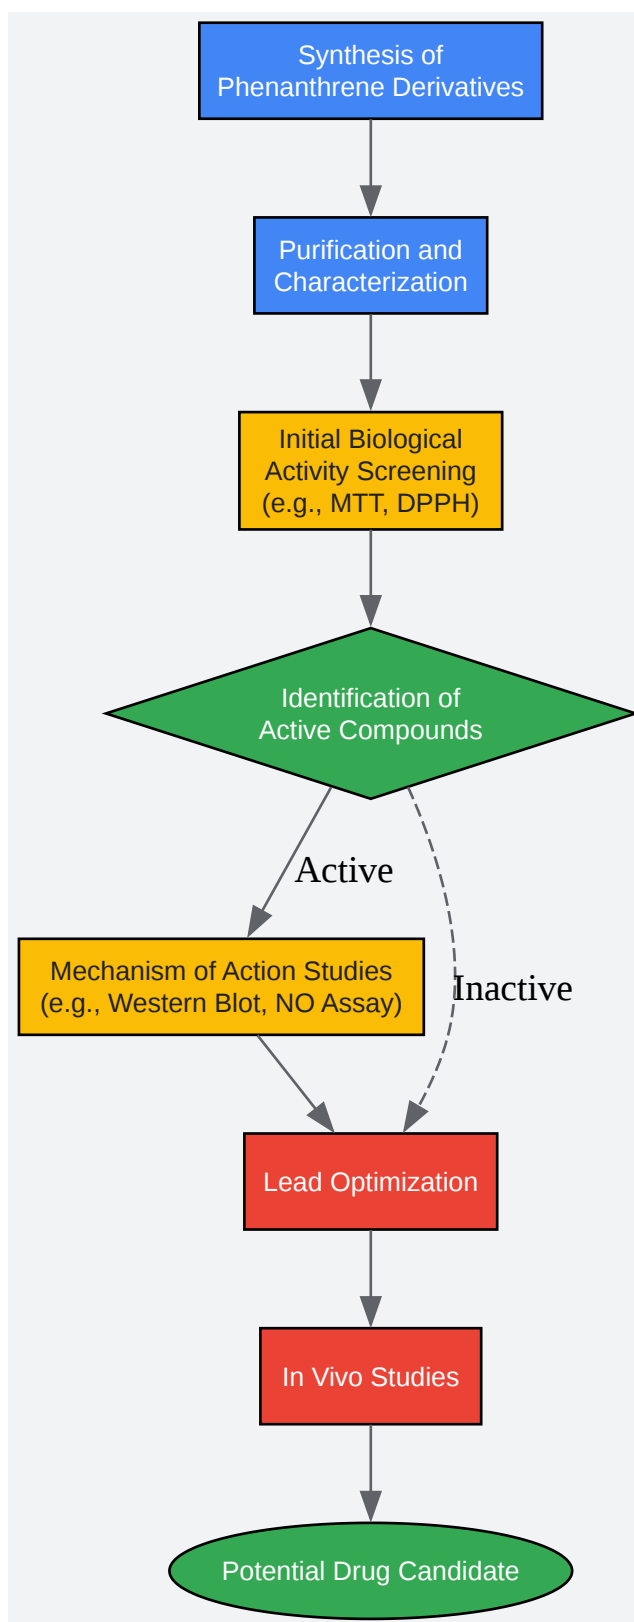 Synthesis of
Phenanthrene Derivatives
Purification and
Characterization
Initial Biological
Activity Screening
(e.g., MTT, DPPH)
Identification of
Active Compounds
Active
Mechanism of Action Studies
(e.g., Western Blot, NO Assay)
Inactive
Lead Optimization
In Vivo Studies
Potential Drug Candidate